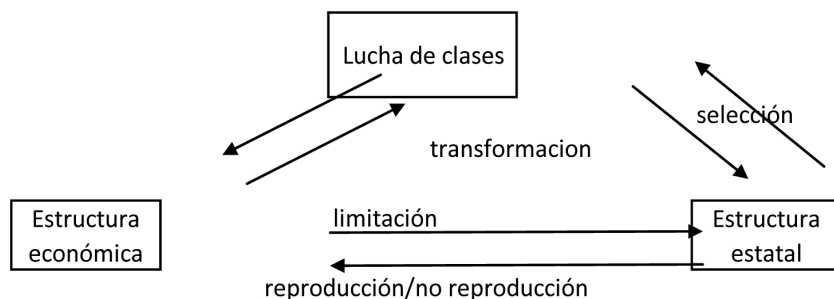 Lucha de clases
selección
transformacion
Estructura
económica
limitación
Estructura
estatal
reproducción/no reproducción